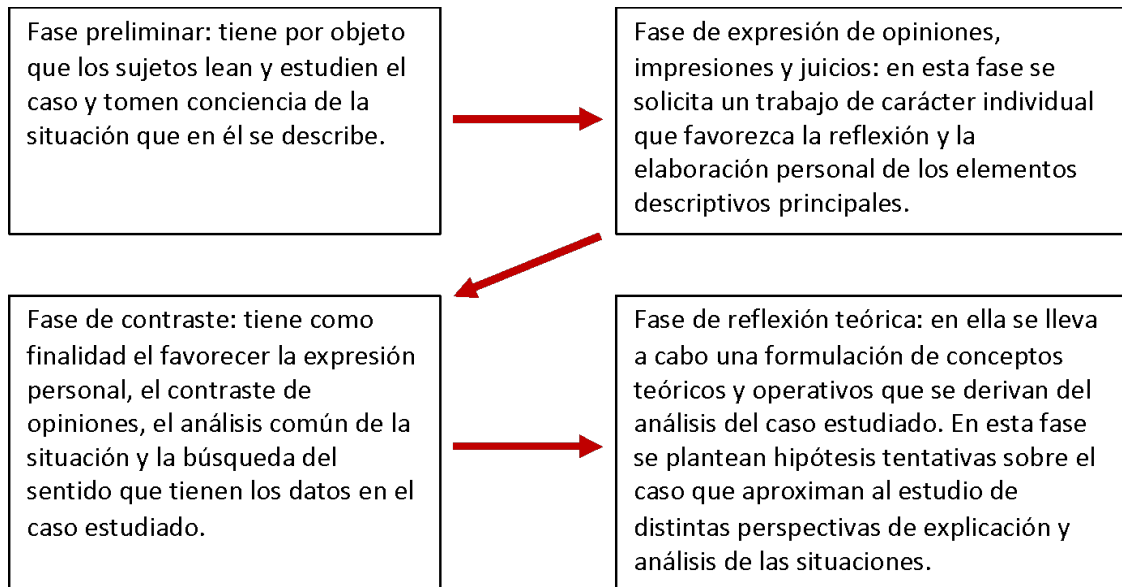 Fase preliminar: tiene por objeto
que los sujetos lean y estudien el
caso y tomen conciencia de la
situación que en él se describe.
Fase de expresión de opiniones,
impresiones y juicios: en esta fase se
solicita un trabajo de carácter individual
que favorezca la reflexión y la
elaboración personal de los elementos
descriptivos principales.
Fase de contraste: tiene como
finalidad el favorecer la expresión
personal, el contraste de
opiniones, el análisis común de la
situación y la búsqueda del
sentido que tienen los datos en el
caso estudiado.
Fase de reflexión teórica: en ella se lleva
a cabo una formulación de conceptos
teóricos y operativos que se derivan del
análisis del caso estudiado. En esta fase
se plantean hipótesis tentativas sobre el
caso que aproximan al estudio de
distintas perspectivas de explicación y
análisis de las situaciones.